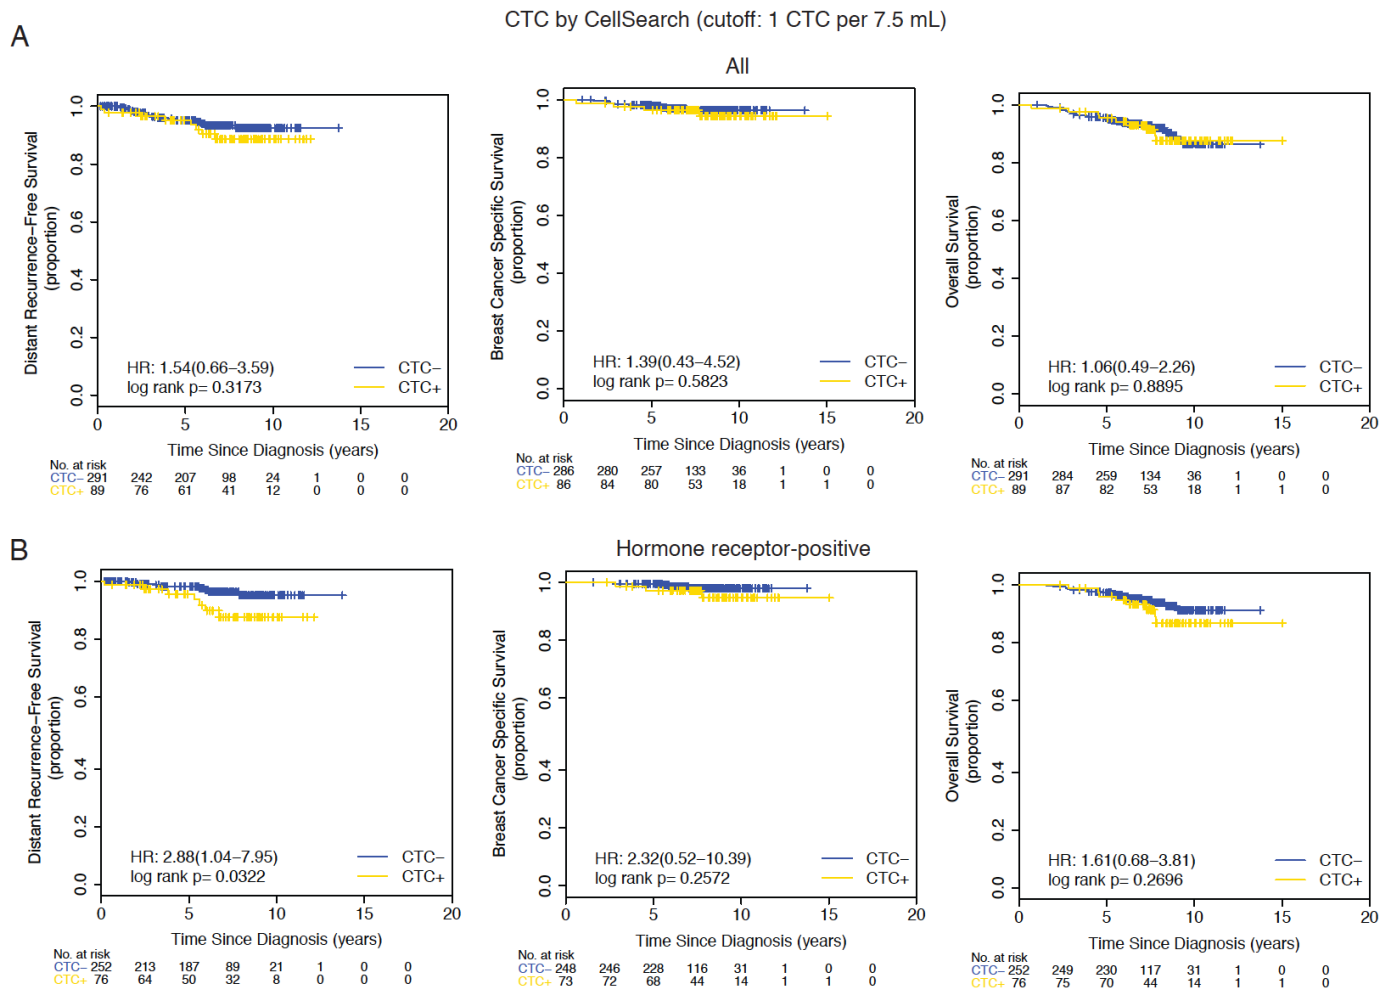 CTC by CellSearch (cutoff: 1 CTC per 7.5 mL)
A
All
Distant Recurrence–Free Survival
(proportion)
1.0
0.8
0.6
0.4
0.2
0.0
HR: 1.54(0.66–3.59)
log rank p= 0.3173
CTC–
CTC+
0 5 10 15 20
Time Since Diagnosis (years)
No. at risk
CTC– 291 242 207 98 24 1 0 0
CTC+ 89 76 61 41 12 0 0 0
Breast Cancer Specific Survival
(proportion)
1.0
0.8
0.6
0.4
0.2
0.0
HR: 1.39(0.43–4.52)
log rank p= 0.5823
CTC–
CTC+
0 5 10 15 20
Time Since Diagnosis (years)
No. at risk
CTC– 286 280 257 133 36 1 0 0
CTC+ 86 84 80 53 18 1 1 0
Overall Survival
(proportion)
1.0
0.8
0.6
0.4
0.2
0.0
HR: 1.06(0.49–2.26)
log rank p= 0.8895
CTC–
CTC+
0 5 10 15 20
Time Since Diagnosis (years)
No. at risk
CTC– 291 284 259 134 36 1 0 0
CTC+ 89 87 82 53 18 1 1 0
B
Hormone receptor-positive
Distant Recurrence–Free Survival
(proportion)
1.0
0.8
0.6
0.4
0.2
0.0
HR: 2.88(1.04–7.95)
log rank p= 0.0322
CTC–
CTC+
0 5 10 15 20
Time Since Diagnosis (years)
No. at risk
CTC– 252 213 187 89 21 1 0 0
CTC+ 76 64 50 32 8 0 0 0
Breast Cancer Specific Survival
(proportion)
1.0
0.8
0.6
0.4
0.2
0.0
HR: 2.32(0.52–10.39)
log rank p= 0.2572
CTC–
CTC+
0 5 10 15 20
Time Since Diagnosis (years)
No. at risk
CTC– 248 246 228 116 31 1 0 0
CTC+ 73 72 68 44 14 1 1 0
Overall Survival
(proportion)
1.0
0.8
0.6
0.4
0.2
0.0
HR: 1.61(0.68–3.81)
log rank p= 0.2696
CTC–
CTC+
0 5 10 15 20
Time Since Diagnosis (years)
No. at risk
CTC– 252 249 230 117 31 1 0 0
CTC+ 76 75 70 44 14 1 1 0